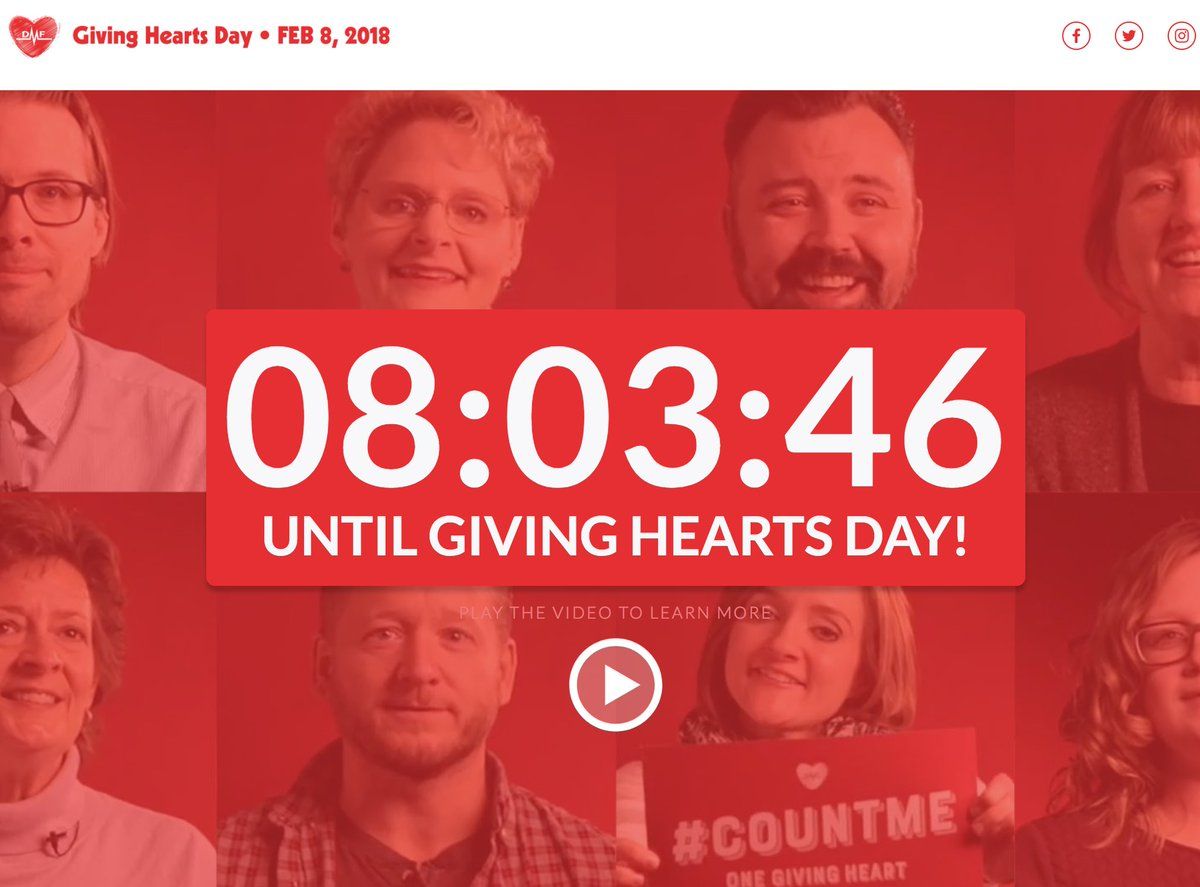 DMF
Giving Hearts Day • FEB 8, 2018
08:03:46
UNTIL GIVING HEARTS DAY!
PLAY THE VIDEO TO LEARN MORE
#COUNTME
ONE GIVING HEART